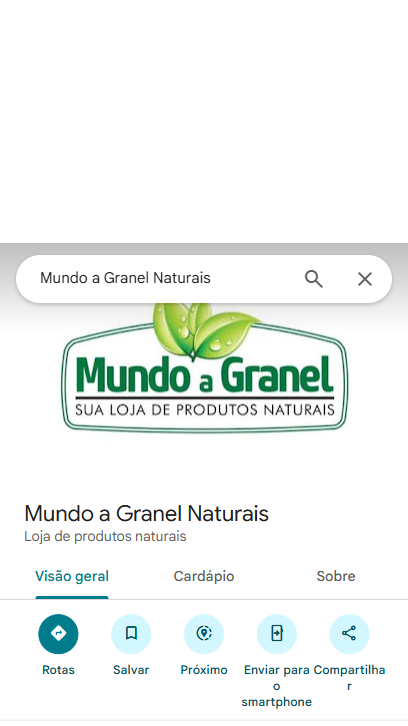 Mundo a Granel Naturais
Mundo a Granel
SUA LOJA DE PRODUTOS NATURAIS
Mundo a Granel Naturais
Loja de produtos naturais
Visão geral Cardápio Sobre
Rotas Salvar Próximo Enviar para o smartphone Compartilhar